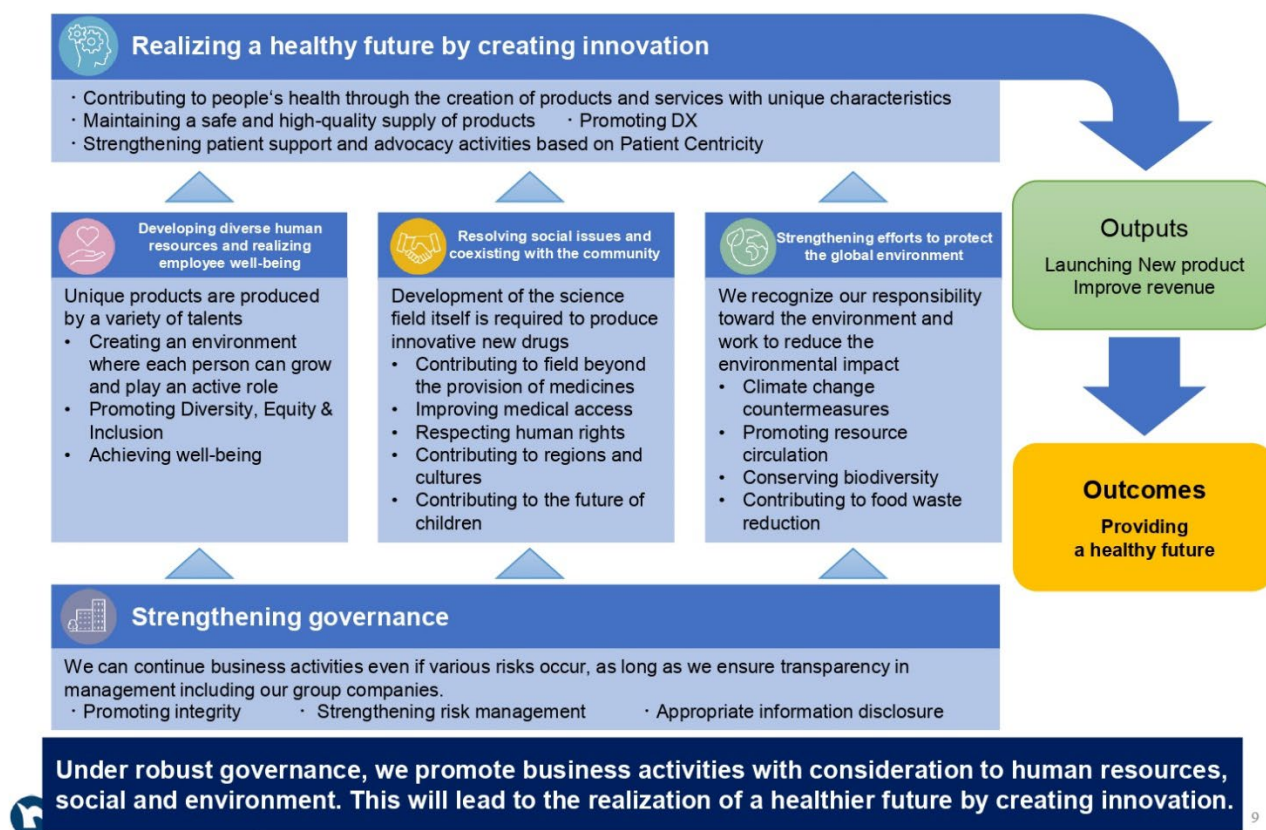 Realizing a healthy future by creating innovation
・Contributing to people‘s health through the creation of products and services with unique characteristics
・Maintaining a safe and high-quality supply of products ・Promoting DX
・Strengthening patient support and advocacy activities based on Patient Centricity
Developing diverse human
resources and realizing
employee well-being
Unique products are produced
by a variety of talents
• Creating an environment
where each person can grow
and play an active role
• Promoting Diversity, Equity &
Inclusion
• Achieving well-being
Resolving social issues and
coexisting with the community
Development of the science
field itself is required to produce
innovative new drugs
• Contributing to field beyond
the provision of medicines
• Improving medical access
• Respecting human rights
• Contributing to regions and
cultures
• Contributing to the future of
children
Strengthening efforts to protect
the global environment
We recognize our responsibility
toward the environment and
work to reduce the
environmental impact
• Climate change
countermeasures
• Promoting resource
circulation
• Conserving biodiversity
• Contributing to food waste
reduction
Strengthening governance
We can continue business activities even if various risks occur, as long as we ensure transparency in
management including our group companies.
・Promoting integrity ・Strengthening risk management ・Appropriate information disclosure
Outputs
Launching New product
Improve revenue
Outcomes
Providing
a healthy future
Under robust governance, we promote business activities with consideration to human resources,
social and environment. This will lead to the realization of a healthier future by creating innovation.
9